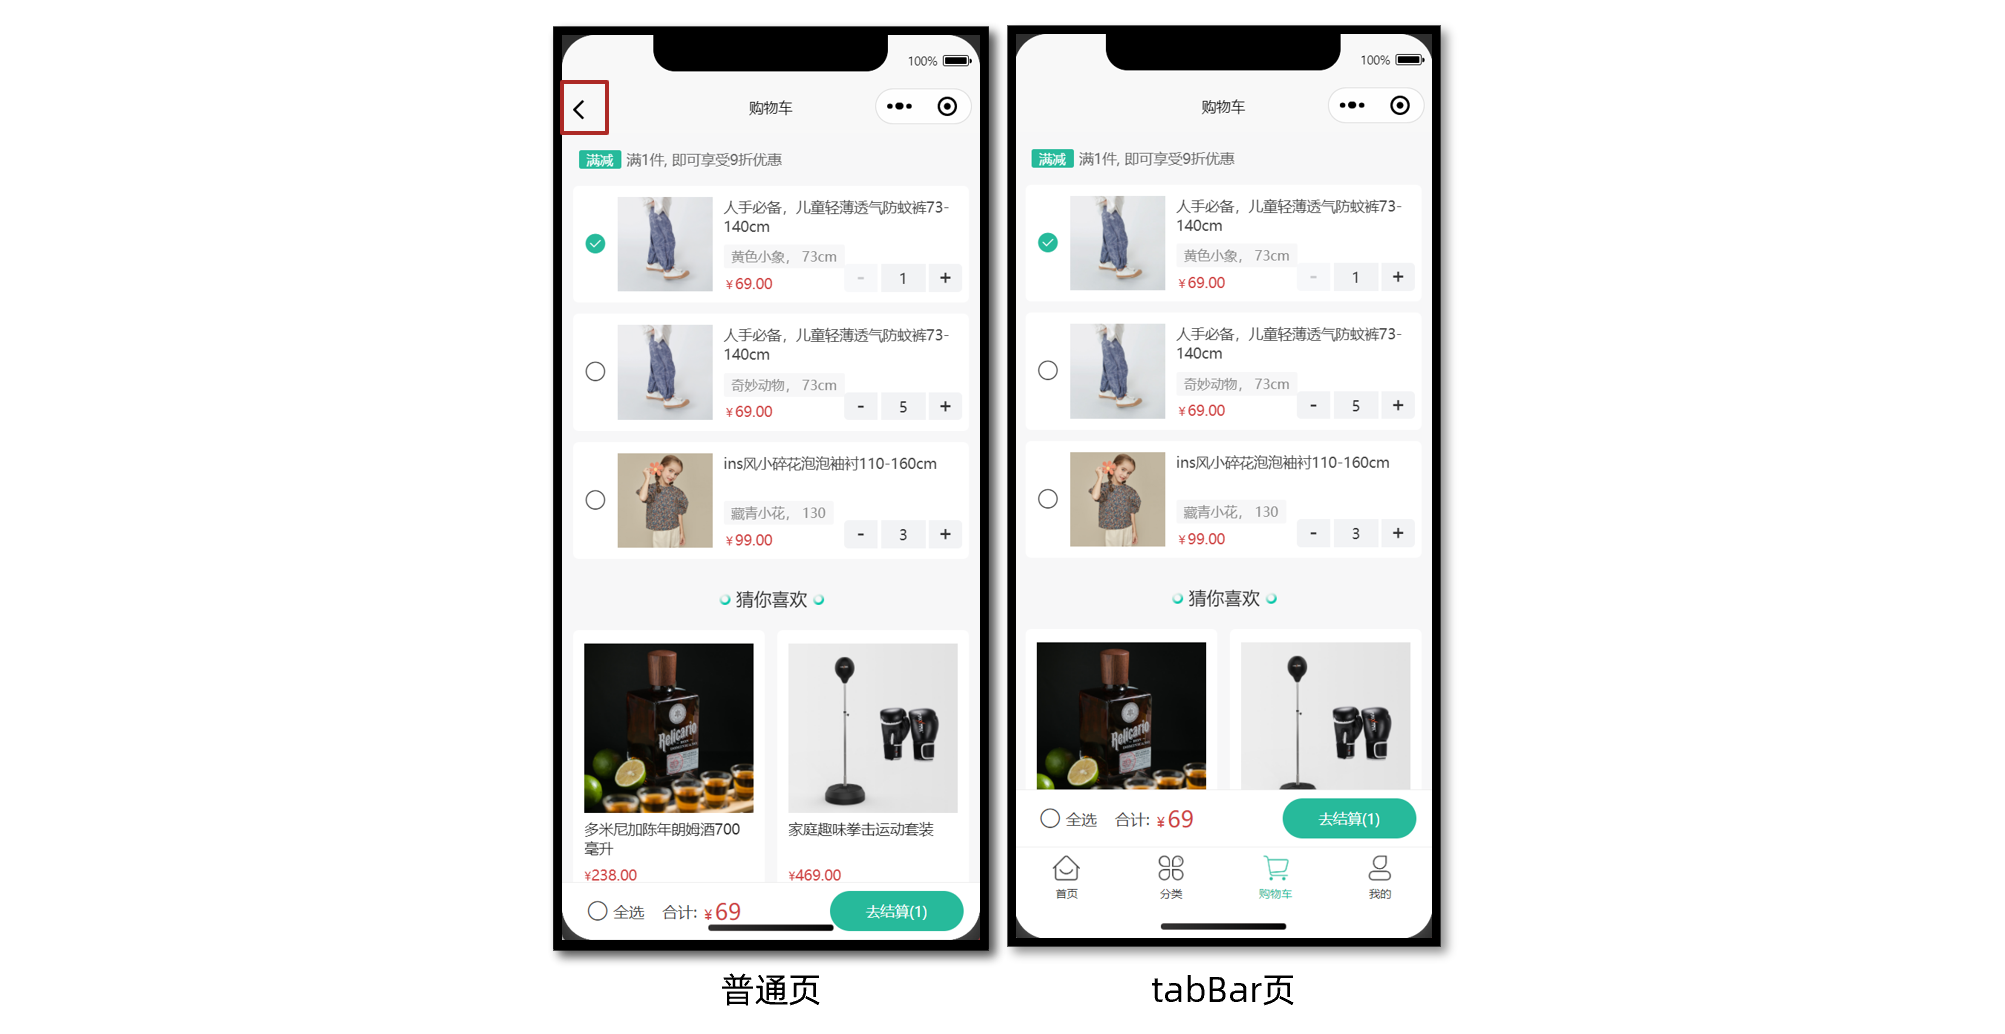 100%
购物车
满减 满1件, 即可享受9折优惠
人手必备，儿童轻薄透气防蚊裤73-
140cm
黄色小象， 73cm
¥69.00
- 1 +
人手必备，儿童轻薄透气防蚊裤73-
140cm
奇妙动物， 73cm
¥69.00
- 5 +
ins风小碎花泡泡袖衬110-160cm
藏青小花， 130
¥99.00
- 3 +
猜你喜欢
Relicario
多米尼加陈年朗姆酒700
毫升
¥238.00
家庭趣味拳击运动套装
¥469.00
全选 合计: ¥69 去结算(1)
普通页
100%
购物车
满减 满1件, 即可享受9折优惠
人手必备，儿童轻薄透气防蚊裤73-
140cm
黄色小象， 73cm
¥69.00
- 1 +
人手必备，儿童轻薄透气防蚊裤73-
140cm
奇妙动物， 73cm
¥69.00
- 5 +
ins风小碎花泡泡袖衬110-160cm
藏青小花， 130
¥99.00
- 3 +
猜你喜欢
Relicario
全选 合计: ¥69 去结算(1)
首页 分类 购物车 我的
tabBar页